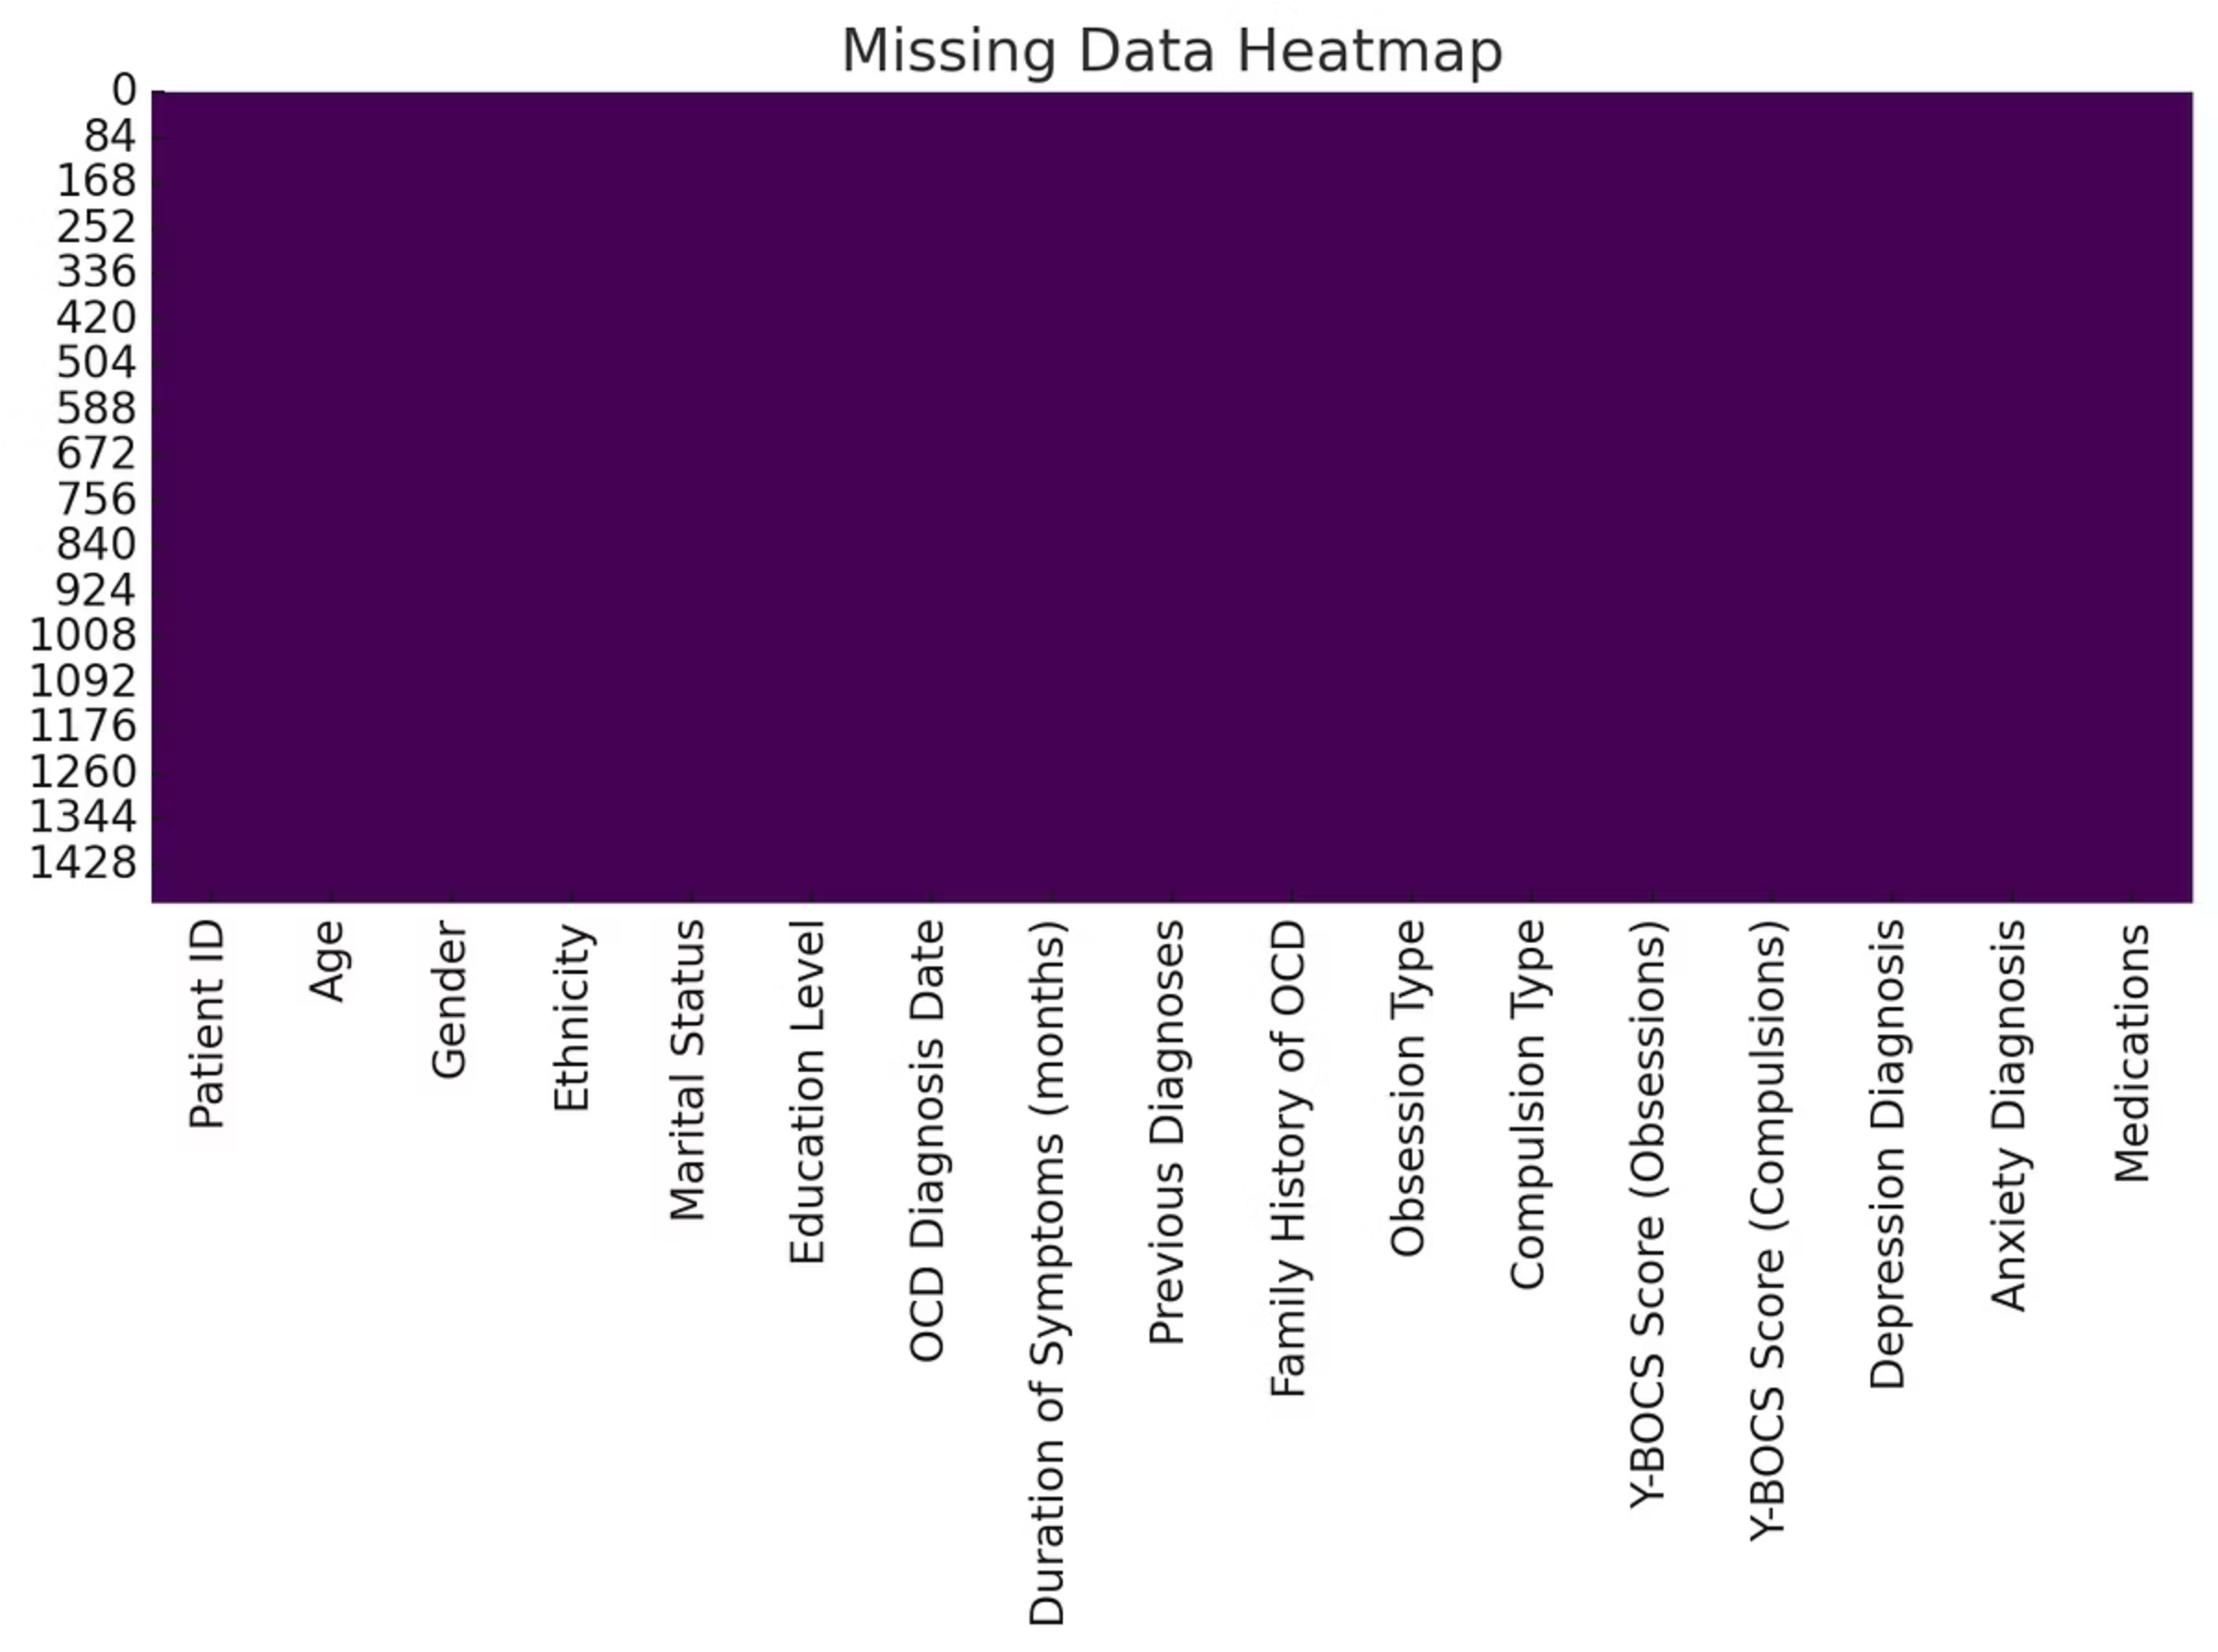 Missing Data Heatmap
0
84
168
252
336
420
504
588
672
756
840
924
1008
1092
1176
1260
1344
1428
Patient ID
Age
Gender
Ethnicity
Marital Status
Education Level
OCD Diagnosis Date
Duration of Symptoms (months)
Previous Diagnoses
Family History of OCD
Obsession Type
Compulsion Type
Y-BOCS Score (Obsessions)
Y-BOCS Score (Compulsions)
Depression Diagnosis
Anxiety Diagnosis
Medications